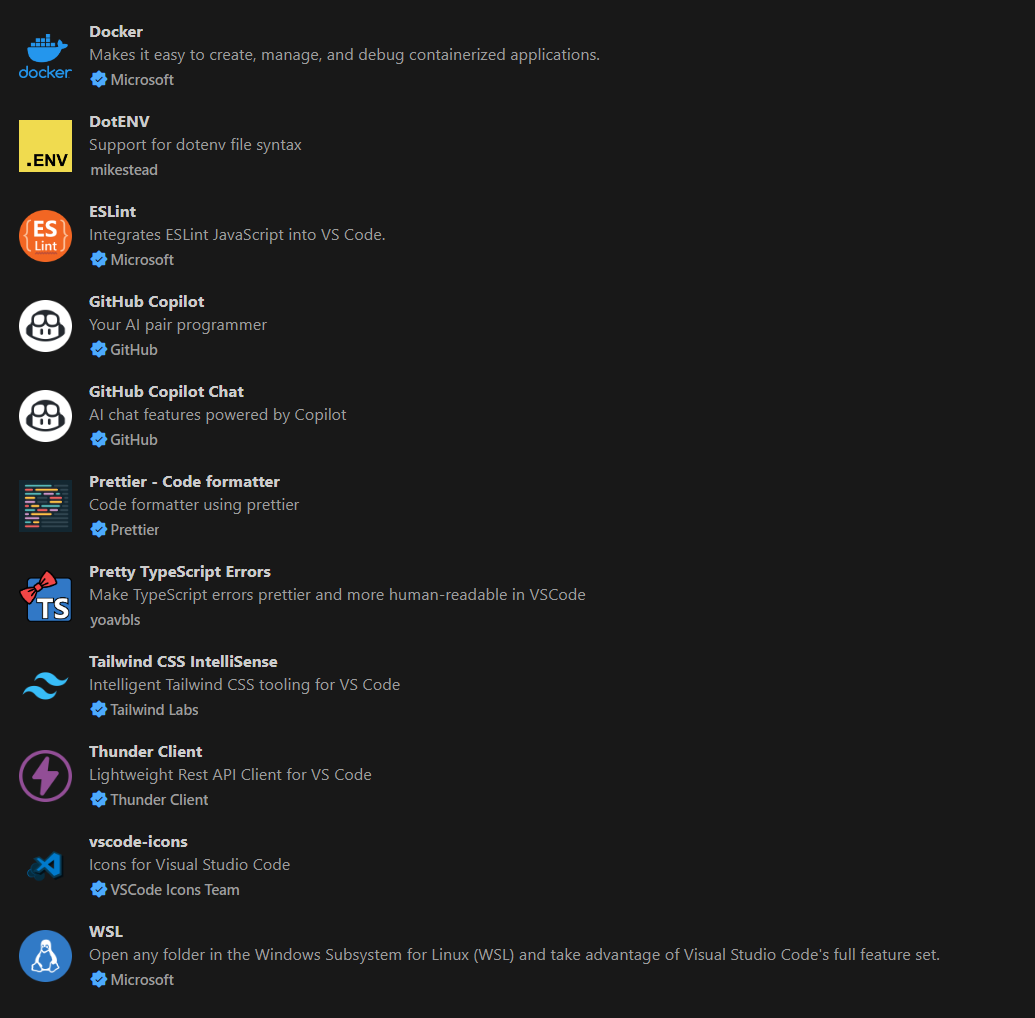 docker
Docker
Makes it easy to create, manage, and debug containerized applications.
Microsoft
.ENV
DotENV
Support for dotenv file syntax
mikestead
ES
Lint
ESLint
Integrates ESLint JavaScript into VS Code.
Microsoft
GitHub Copilot
Your AI pair programmer
GitHub
GitHub Copilot Chat
AI chat features powered by Copilot
GitHub
Prettier - Code formatter
Code formatter using prettier
Prettier
TS
Pretty TypeScript Errors
Make TypeScript errors prettier and more human-readable in VSCode
yoavbls
Tailwind CSS IntelliSense
Intelligent Tailwind CSS tooling for VS Code
Tailwind Labs
Thunder Client
Lightweight Rest API Client for VS Code
Thunder Client
vscode-icons
Icons for Visual Studio Code
VSCode Icons Team
WSL
Open any folder in the Windows Subsystem for Linux (WSL) and take advantage of Visual Studio Code's full feature set.
Microsoft